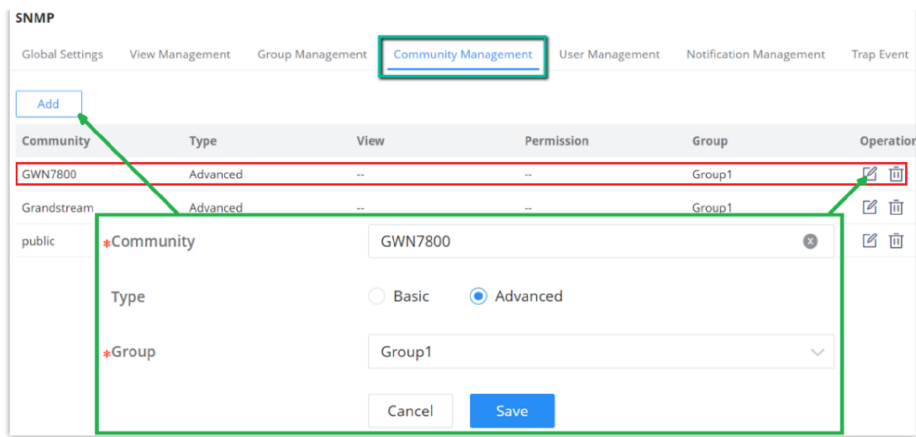 SNMP
Global Settings View Management Group Management Community Management User Management Notification Management Trap Event
Add
Community Type View Permission Group Operation
GWN7800 Advanced -- -- Group1
Grandstream Advanced -- -- Group1
public
*Community GWN7800
Type Basic Advanced
*Group Group1
Cancel Save